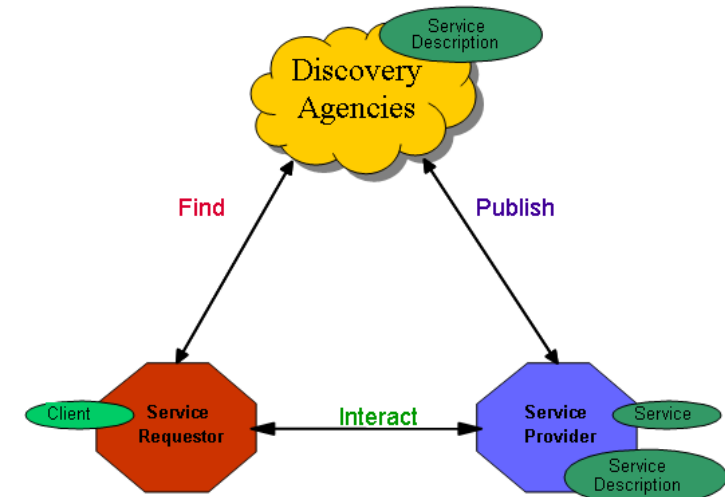 Service
Description
Discovery
Agencies
Find
Publish
Client
Service
Requestor
Interact
Service
Provider
Service
Service
Description